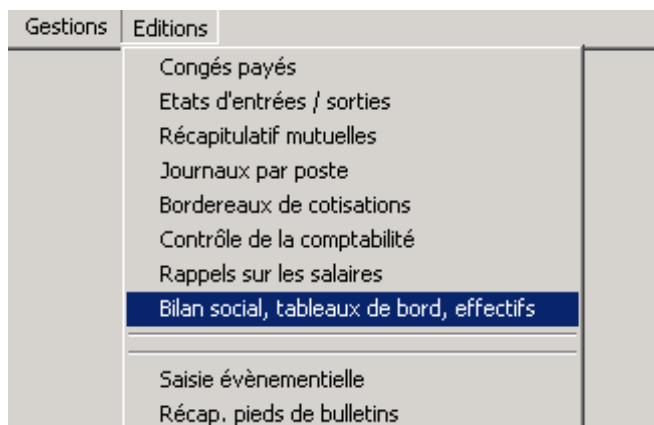 Gestions Editions
Congés payés
Etats d'entrées / sorties
Récapitulatif mutuelles
Journaux par poste
Bordereaux de cotisations
Contrôle de la comptabilité
Rappels sur les salaires
Bilan social, tableaux de bord, effectifs
Saisie évènementielle
Récap. pieds de bulletins